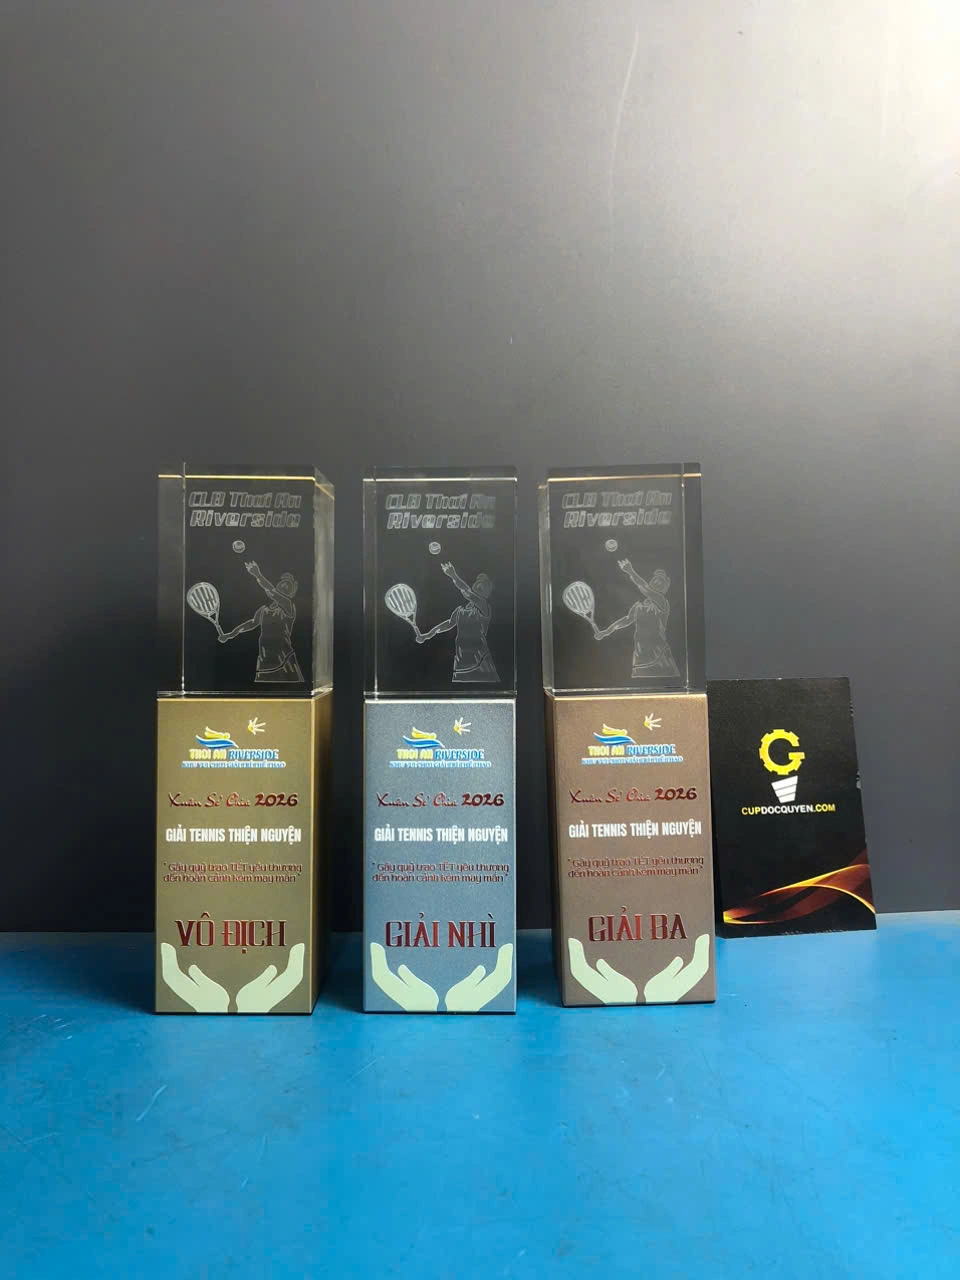 CLB Thới An
Riverside
THOI AN RIVERSIDE
Xuân Sẻ Chia 2026
GIẢI TENNIS THIỆN NGUYỆN
" Gây quỹ trao TẾT yêu thương
đến hoàn cảnh kém may mắn "
VÔ ĐỊCH
CLB Thới An
Riverside
THOI AN RIVERSIDE
Xuân Sẻ Chia 2026
GIẢI TENNIS THIỆN NGUYỆN
" Gây quỹ trao TẾT yêu thương
đến hoàn cảnh kém may mắn "
GIẢI NHÌ
CLB Thới An
Riverside
THOI AN RIVERSIDE
Xuân Sẻ Chia 2026
GIẢI TENNIS THIỆN NGUYỆN
" Gây quỹ trao TẾT yêu thương
đến hoàn cảnh kém may mắn "
GIẢI BA
CUPDOCQUYEN.COM